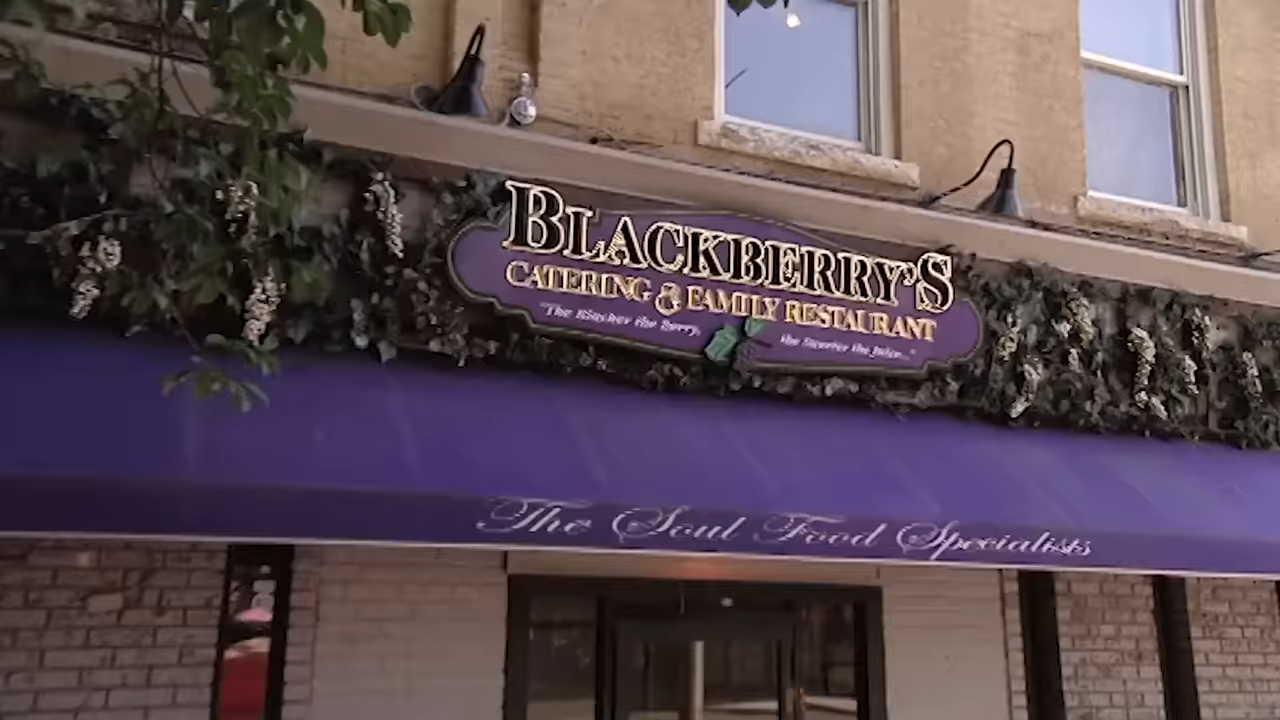 BLACKBERRY'S
CATERING & FAMILY RESTAURANT
"The Blacker the Berry,
the Sweeter the Juice..."
The Soul Food Specialists